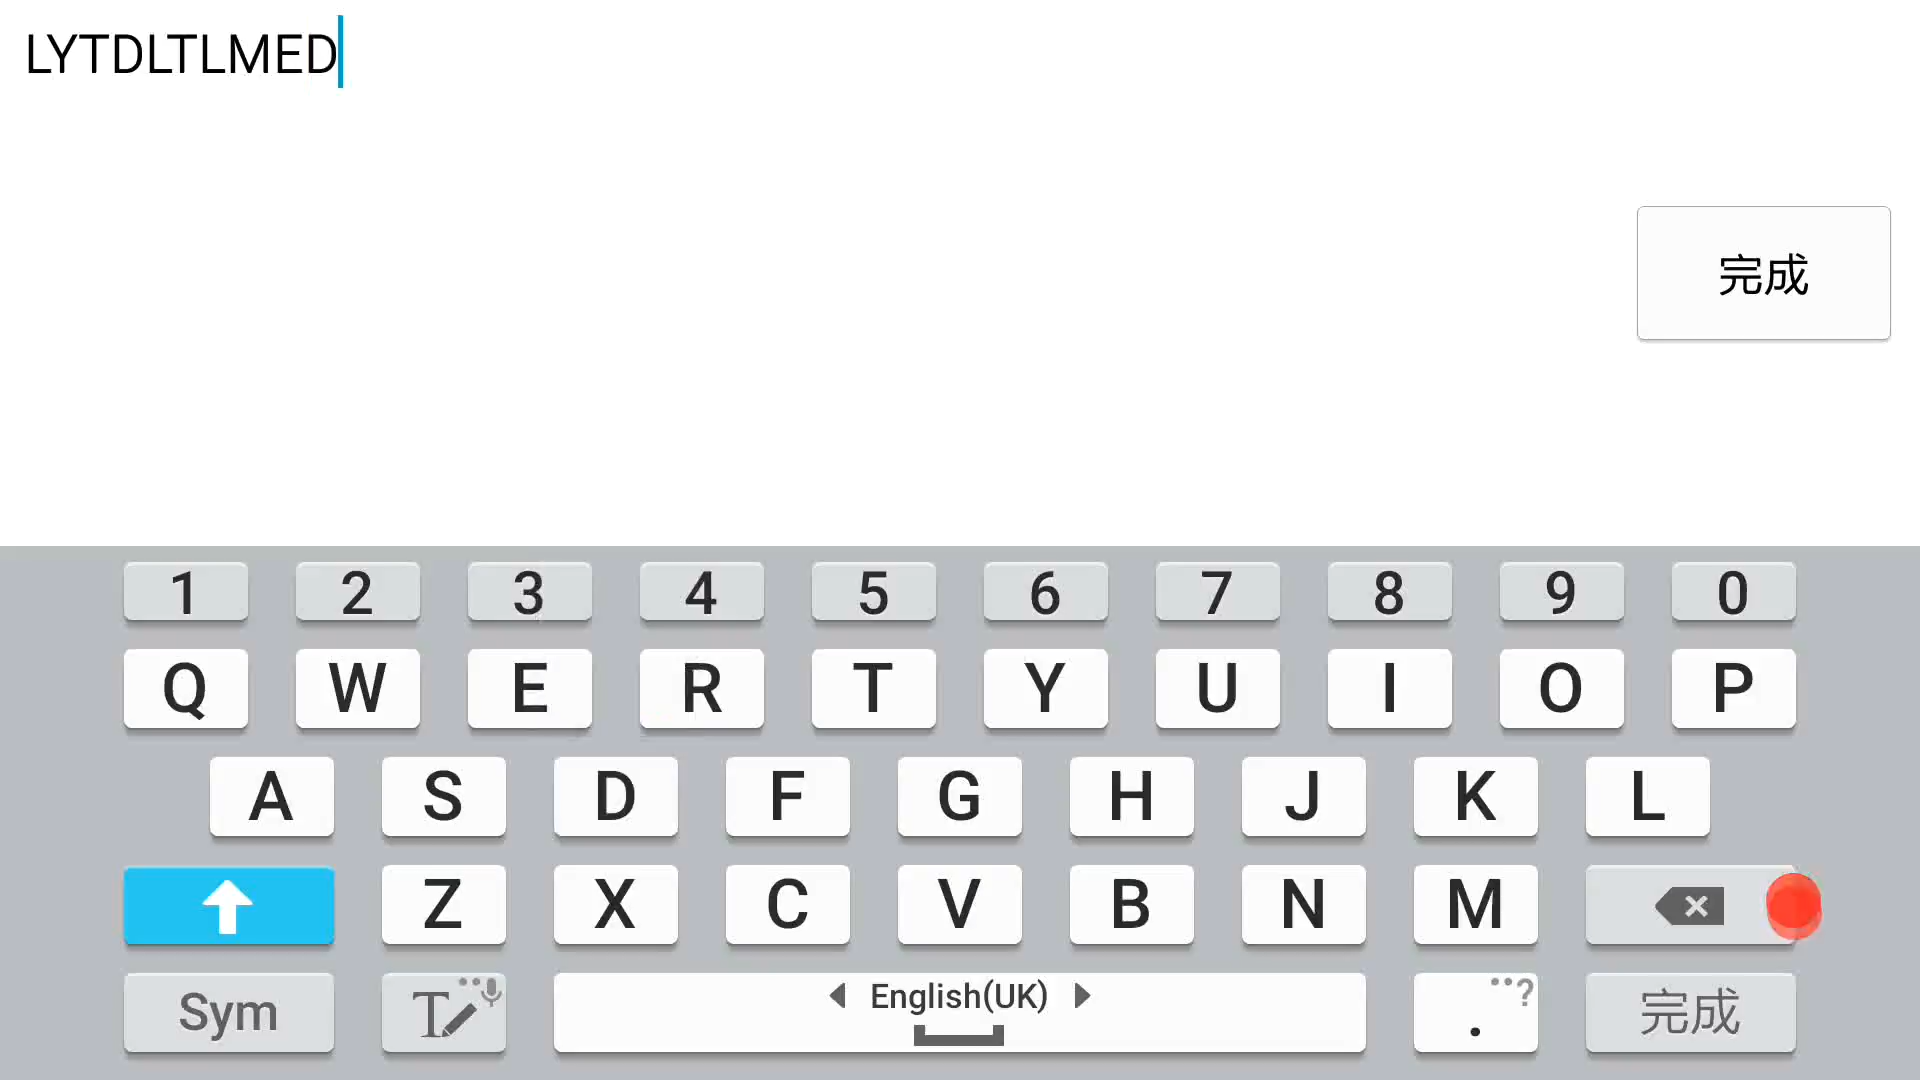 LYTDLTLMED
完成
1 2 3 4 5 6 7 8 9 0
Q W E R T Y U I O P
A S D F G H J K L
Z X C V B N M
Sym T English(UK) . ? 完成